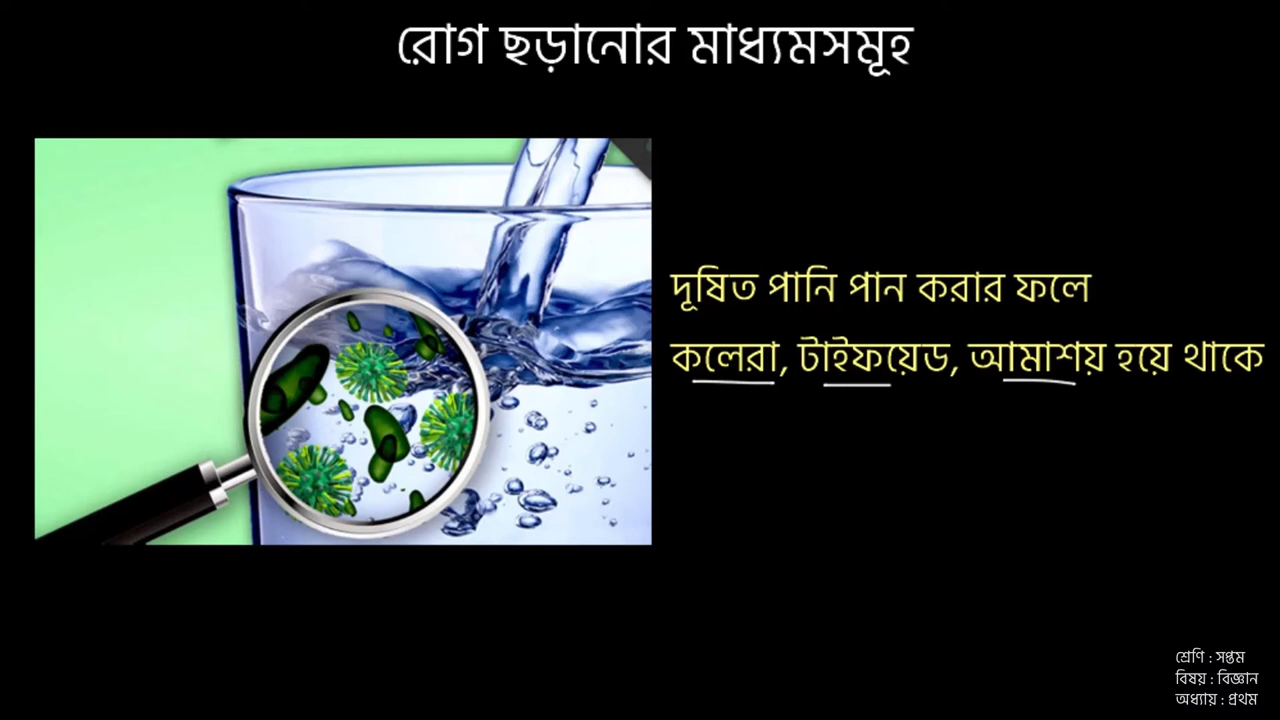 রোগ ছড়ানোর মাধ্যমসমূহ
দূষিত পানি পান করার ফলে
কলেরা, টাইফয়েড, আমাশয় হয়ে থাকে
শ্রেণি : সপ্তম
বিষয় : বিজ্ঞান
অধ্যায় : প্রথম